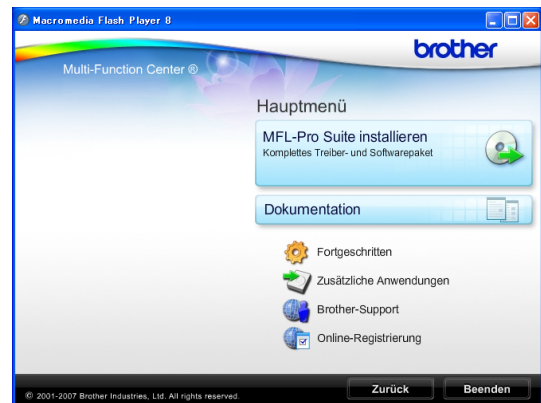 Macromedia Flash Player 8
brother
Multi-Function Center ®
Hauptmenü
MFL-Pro Suite installieren
Komplettes Treiber- und Softwarepaket
Dokumentation
Fortgeschritten
Zusätzliche Anwendungen
Brother-Support
Online-Registrierung
Zurück
Beenden
© 2001-2007 Brother Industries, Ltd. All rights reserved.